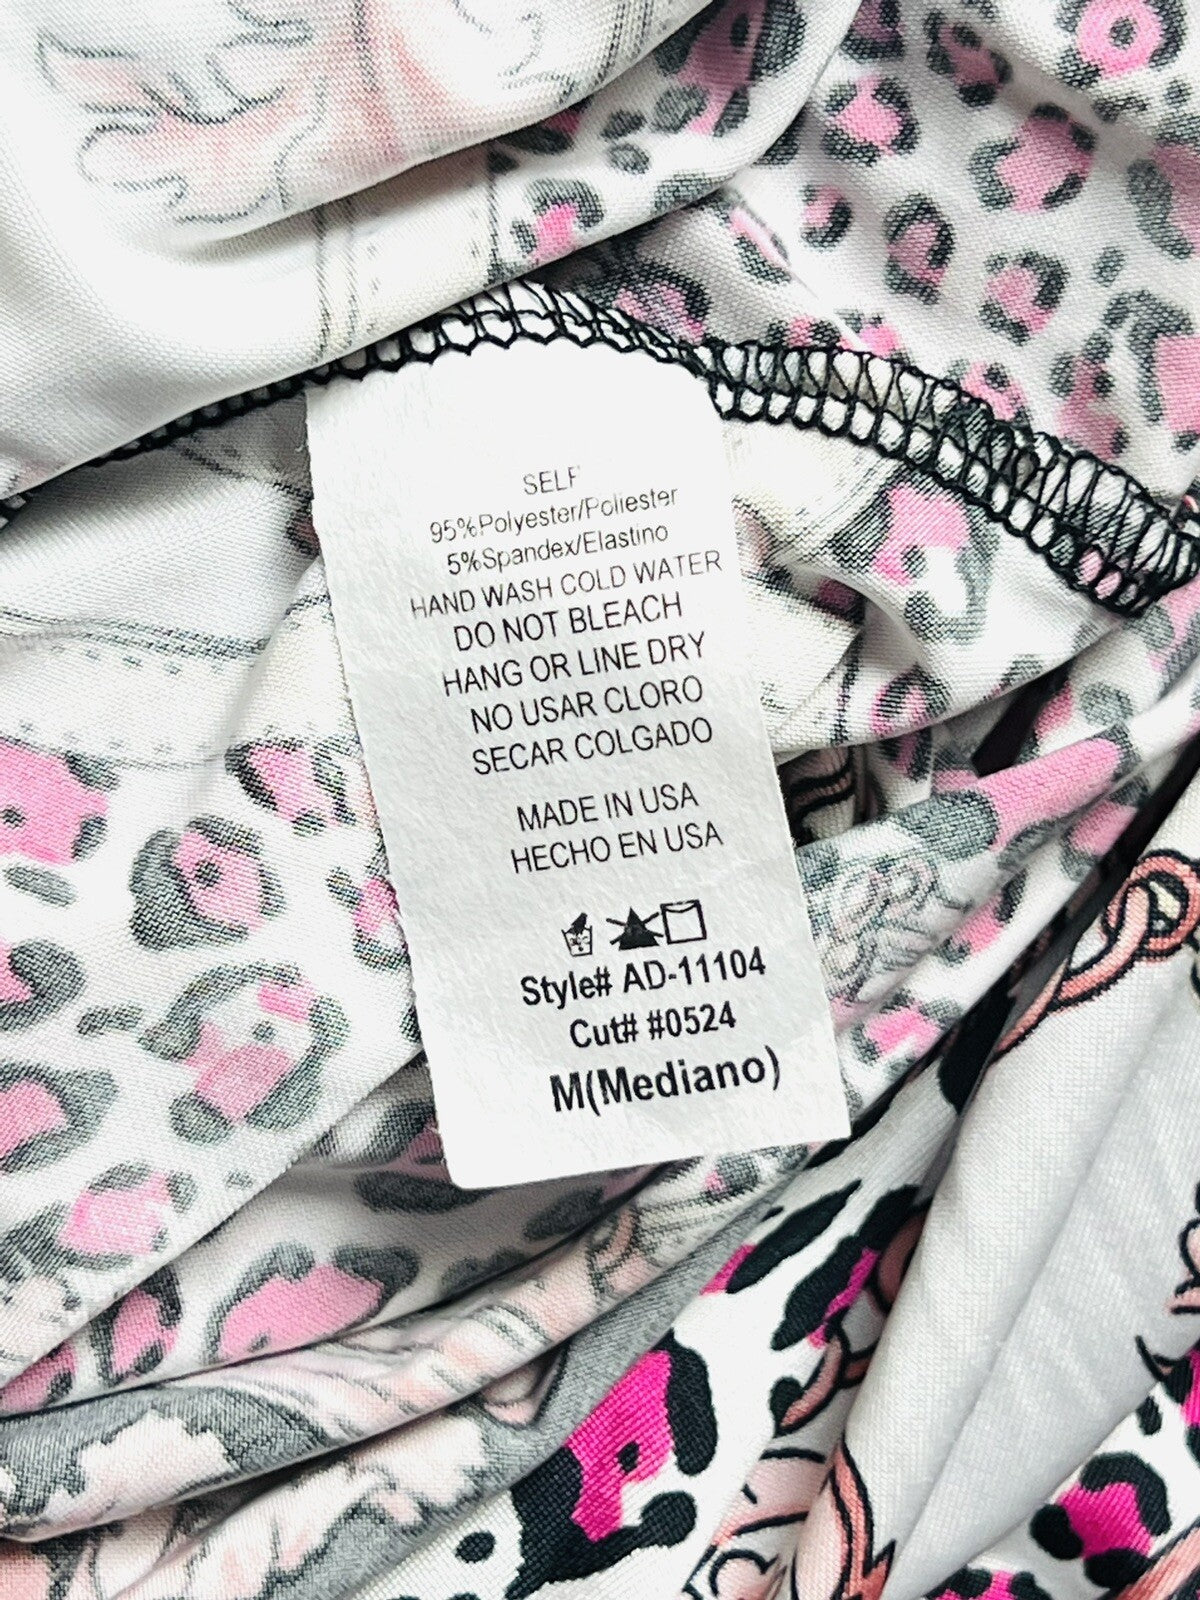 SELF
95%Polyester/Poliester
5%Spandex/Elastino
HAND WASH COLD WATER
DO NOT BLEACH
HANG OR LINE DRY
NO USAR CLORO
SECAR COLGADO
MADE IN USA
HECHO EN USA
Style# AD-11104
Cut# #0524
M(Mediano)